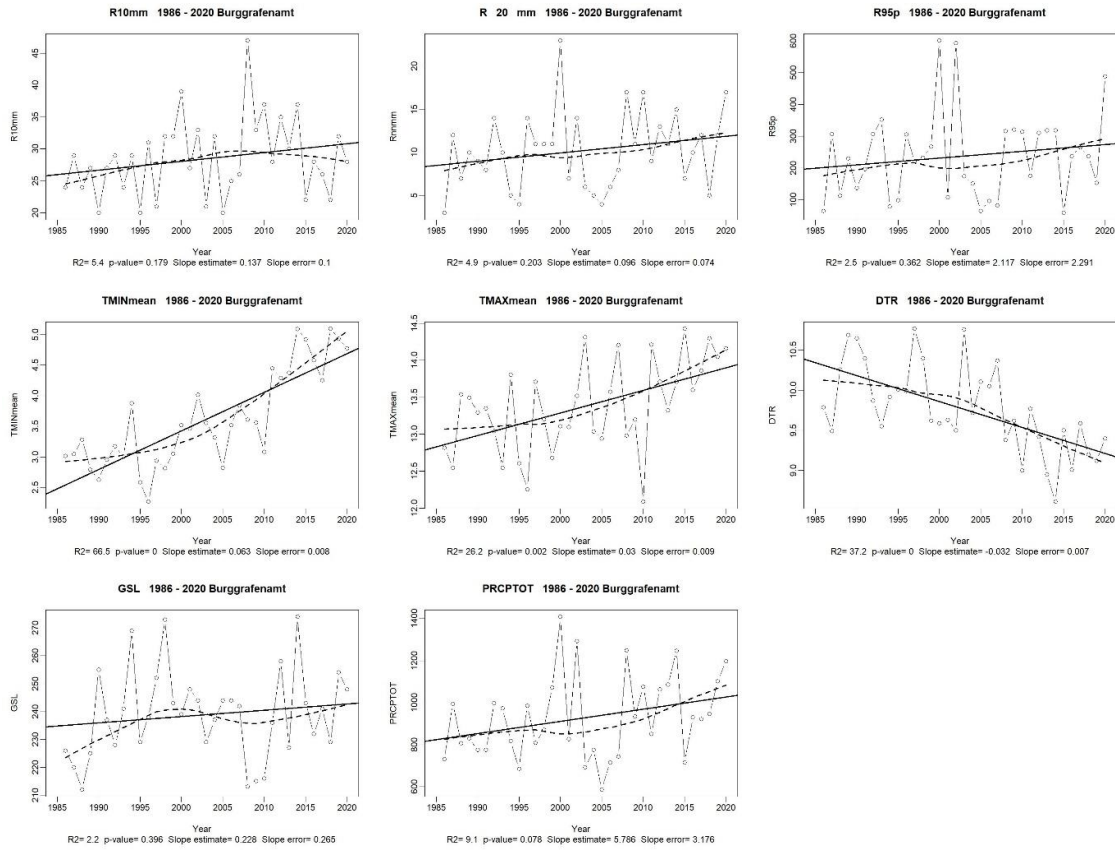 R10mm 1986 - 2020 Burggrafenamt
R10mm
20 25 30 35 40 45
1985 1990 1995 2000 2005 2010 2015 2020
Year
R2= 5.4 p-value= 0.179 Slope estimate= 0.137 Slope error= 0.1
R 20 mm 1986 - 2020 Burggrafenamt
Rnnmm
5 10 15 20
1985 1990 1995 2000 2005 2010 2015 2020
Year
R2= 4.9 p-value= 0.203 Slope estimate= 0.096 Slope error= 0.074
R95p 1986 - 2020 Burggrafenamt
R95p
100 200 300 400 500 600
1985 1990 1995 2000 2005 2010 2015 2020
Year
R2= 2.5 p-value= 0.362 Slope estimate= 2.117 Slope error= 2.291
TMINmean 1986 - 2020 Burggrafenamt
TMINmean
2.5 3.0 3.5 4.0 4.5 5.0
1985 1990 1995 2000 2005 2010 2015 2020
Year
R2= 66.5 p-value= 0 Slope estimate= 0.063 Slope error= 0.008
TMAXmean 1986 - 2020 Burggrafenamt
TMAXmean
12.0 12.5 13.0 13.5 14.0 14.5
1985 1990 1995 2000 2005 2010 2015 2020
Year
R2= 26.2 p-value= 0.002 Slope estimate= 0.03 Slope error= 0.009
DTR 1986 - 2020 Burggrafenamt
DTR
9.0 9.5 10.0 10.5
1985 1990 1995 2000 2005 2010 2015 2020
Year
R2= 37.2 p-value= 0 Slope estimate= -0.032 Slope error= 0.007
GSL 1986 - 2020 Burggrafenamt
GSL
210 220 230 240 250 260 270
1985 1990 1995 2000 2005 2010 2015 2020
Year
R2= 2.2 p-value= 0.396 Slope estimate= 0.228 Slope error= 0.265
PRCPTOT 1986 - 2020 Burggrafenamt
PRCPTOT
600 800 1000 1200 1400
1985 1990 1995 2000 2005 2010 2015 2020
Year
R2= 9.1 p-value= 0.078 Slope estimate= 5.786 Slope error= 3.176